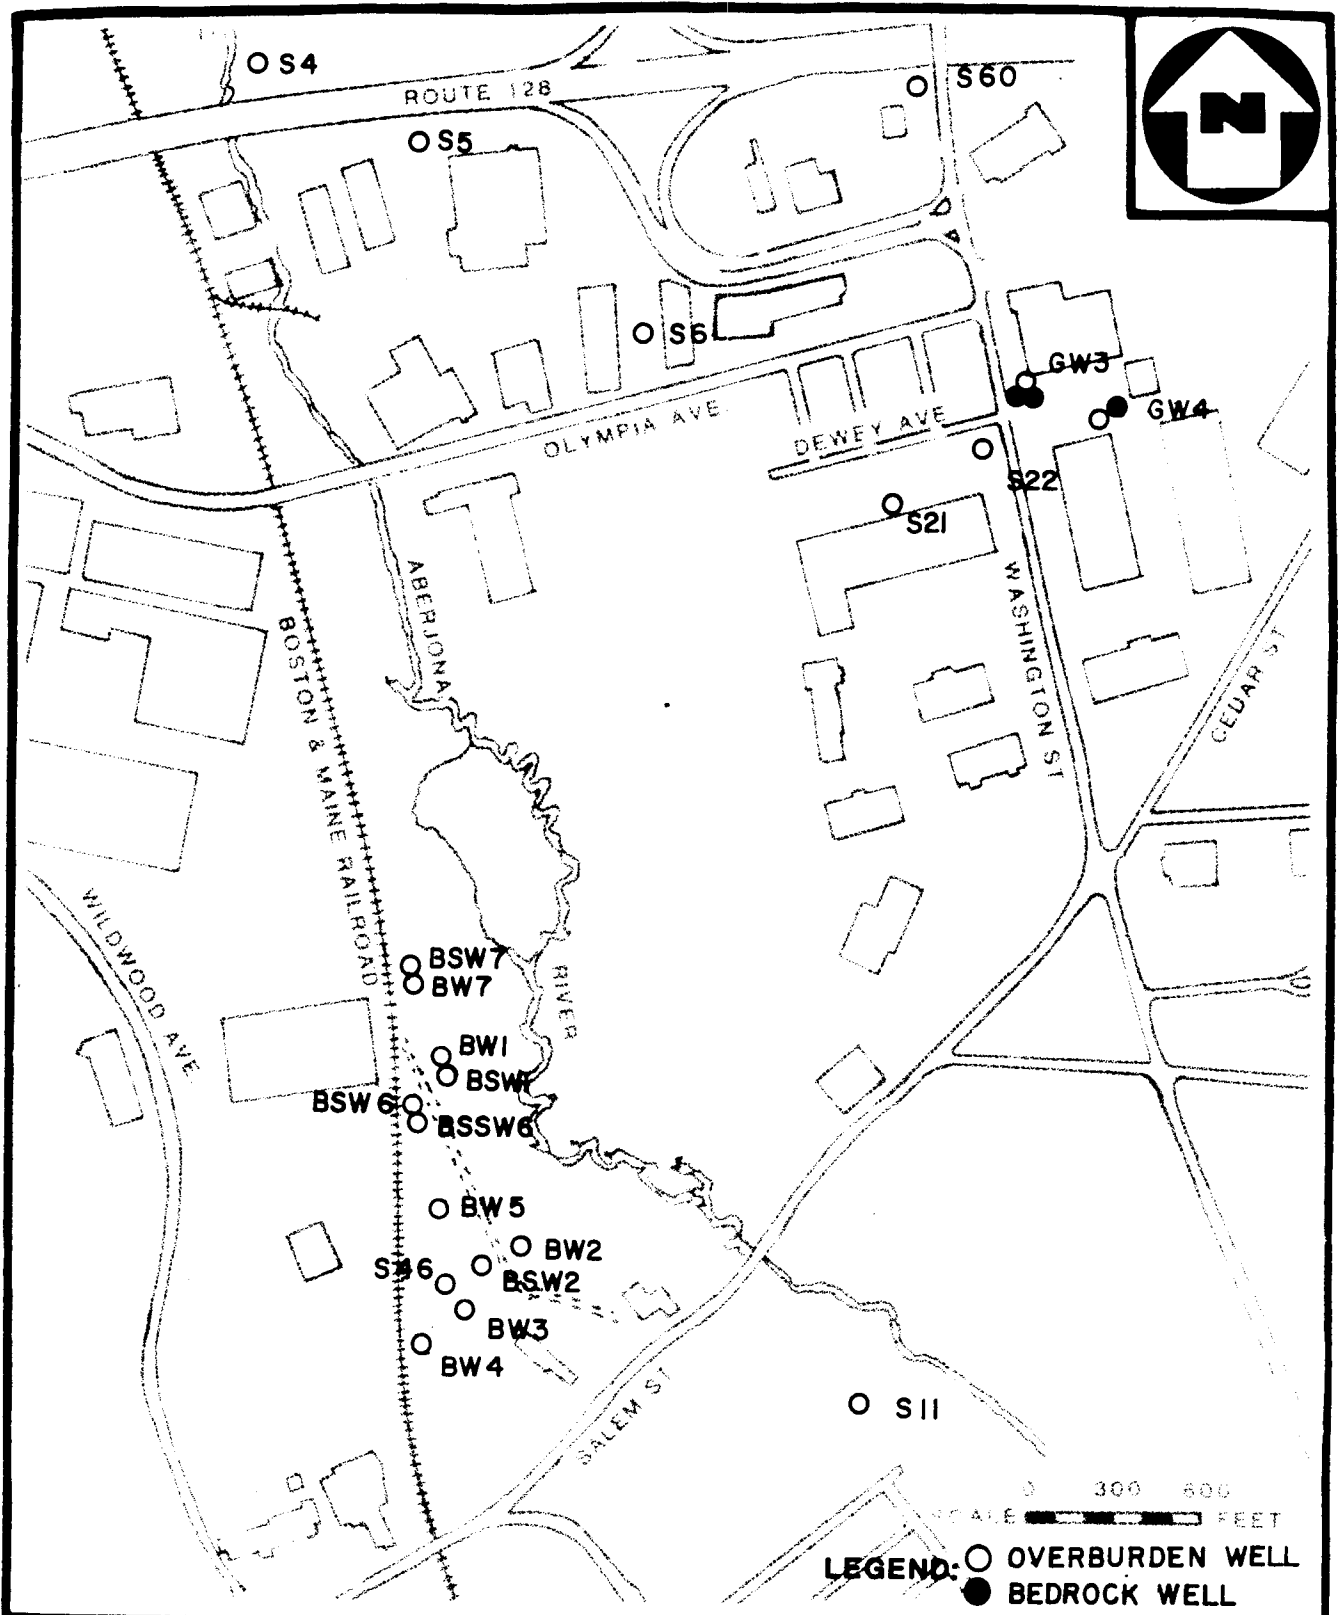 S4
S60
N
ROUTE 128
S5
S6
GW3
GW4
OLYMPIA AVE.
DEWEY AVE.
S22
S21
ABERJONA
WASHINGTON ST
CEDAR ST
BOSTON & MAINE RAILROAD
WILDWOOD AVE.
BSW7
BW7
RIVER
BW1
BSW1
BSW6
BSSW6
BW5
BW2
S46
BSW2
BW3
BW4
SALEM ST
S11
0 300 600
SCALE FEET
LEGEND: OVERBURDEN WELL
BEDROCK WELL